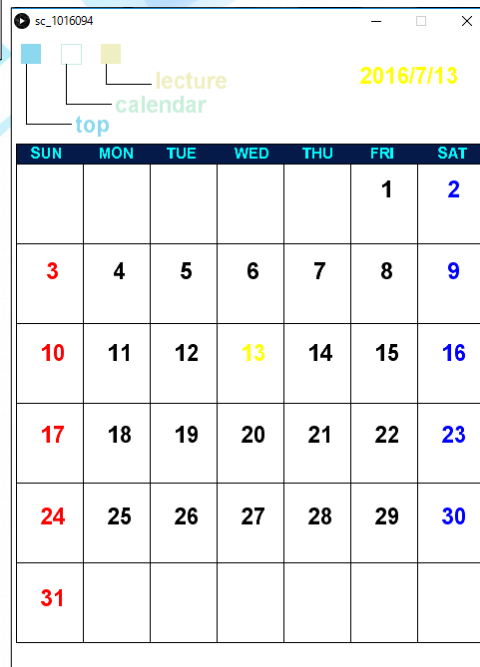 sc_1016094
2016/7/13
lecture
calendar
top
SUN MON TUE WED THU FRI SAT
1 2
3 4 5 6 7 8 9
10 11 12 13 14 15 16
17 18 19 20 21 22 23
24 25 26 27 28 29 30
31